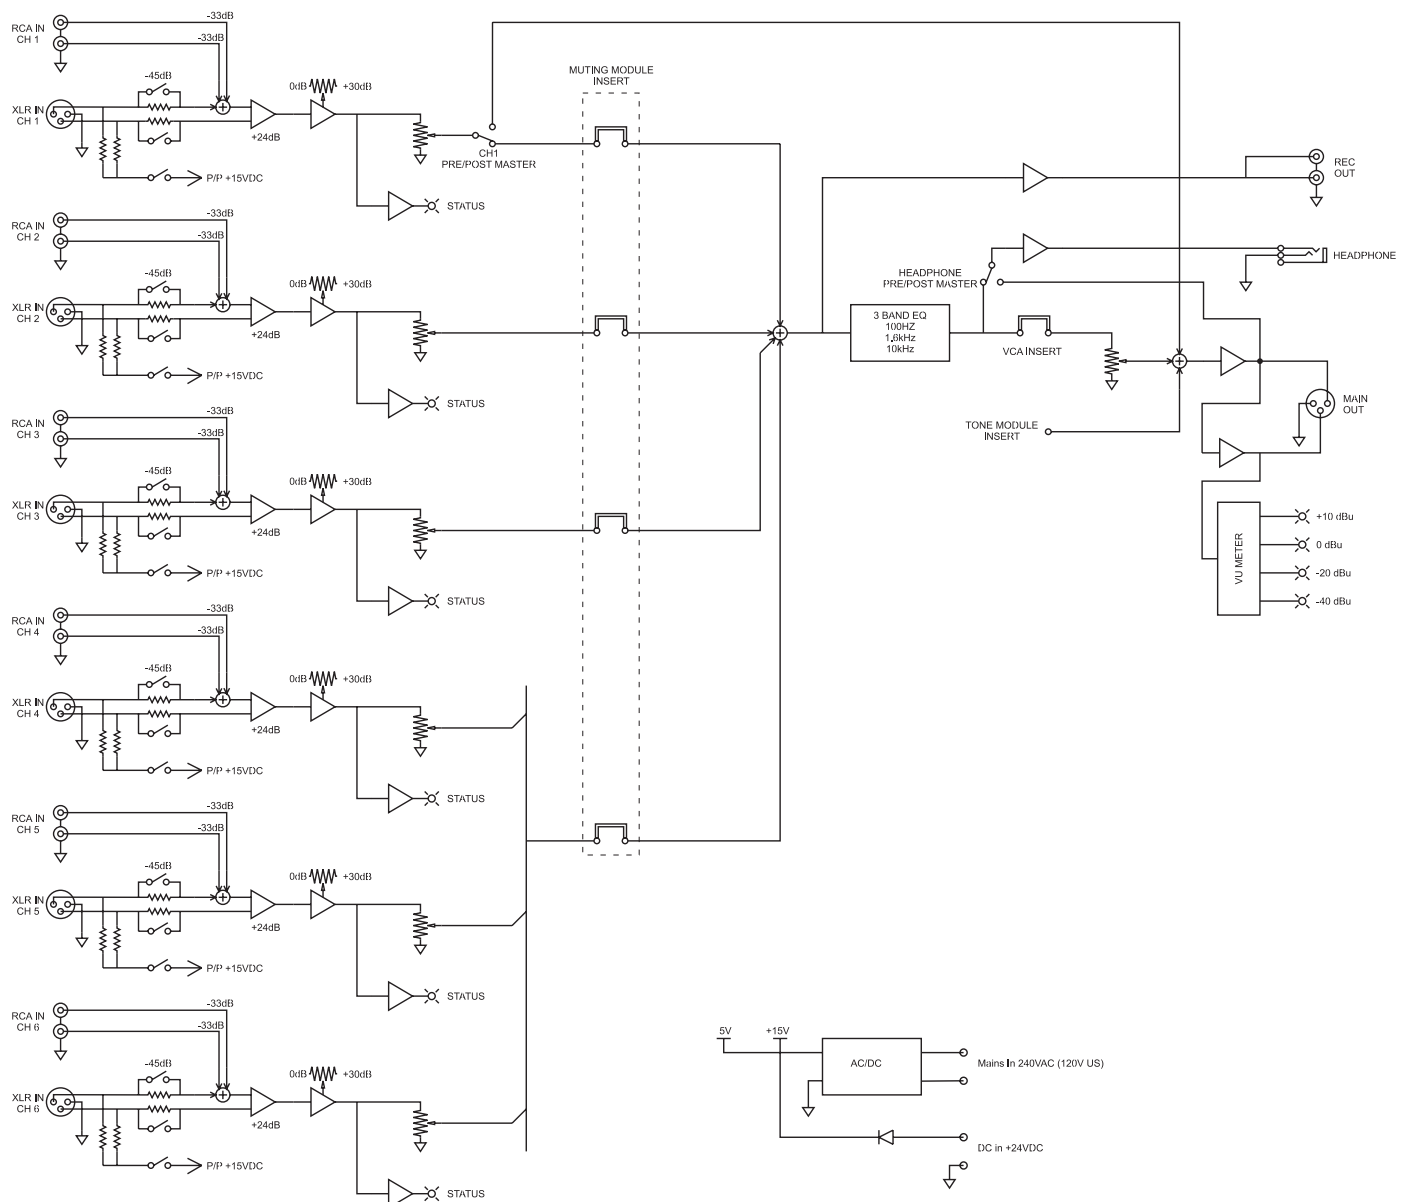 -33dB
RCA IN
CH 1
-33dB
-45dB
0dB
+30dB
XLR IN
CH 1
+24dB
P/P +15VDC
STATUS
CH1
PRE/POST MASTER
MUTING MODULE
INSERT
-33dB
RCA IN
CH 2
-33dB
-45dB
0dB
+30dB
XLR IN
CH 2
+24dB
P/P +15VDC
STATUS
-33dB
RCA IN
CH 3
-33dB
-45dB
0dB
+30dB
XLR IN
CH 3
+24dB
P/P +15VDC
STATUS
-33dB
RCA IN
CH 4
-33dB
-45dB
0dB
+30dB
XLR IN
CH 4
+24dB
P/P +15VDC
STATUS
-33dB
RCA IN
CH 5
-33dB
-45dB
0dB
+30dB
XLR IN
CH 5
+24dB
P/P +15VDC
STATUS
-33dB
RCA IN
CH 6
-33dB
-45dB
0dB
+30dB
XLR IN
CH 6
+24dB
P/P +15VDC
STATUS
REC
OUT
HEADPHONE
HEADPHONE
PRE/POST MASTER
3 BAND EQ
100HZ
1.6kHz
10kHz
VCA INSERT
TONE MODULE
INSERT
MAIN
OUT
VU METER
+10 dBu
0 dBu
-20 dBu
-40 dBu
5V
+15V
AC/DC
Mains In 240VAC (120V US)
DC in +24VDC